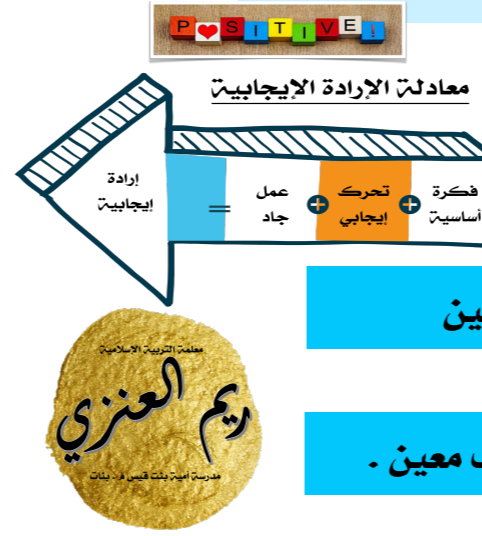 POSITIVE!
معادلة الإرادة الإيجابية
فكرة أساسية + تحرك إيجابي + عمل جاد = إرادة إيجابية
معلمة التربية الاسلامية
ريم العنزي
مدرسة أمية بنت قيس م . بنات
معين .